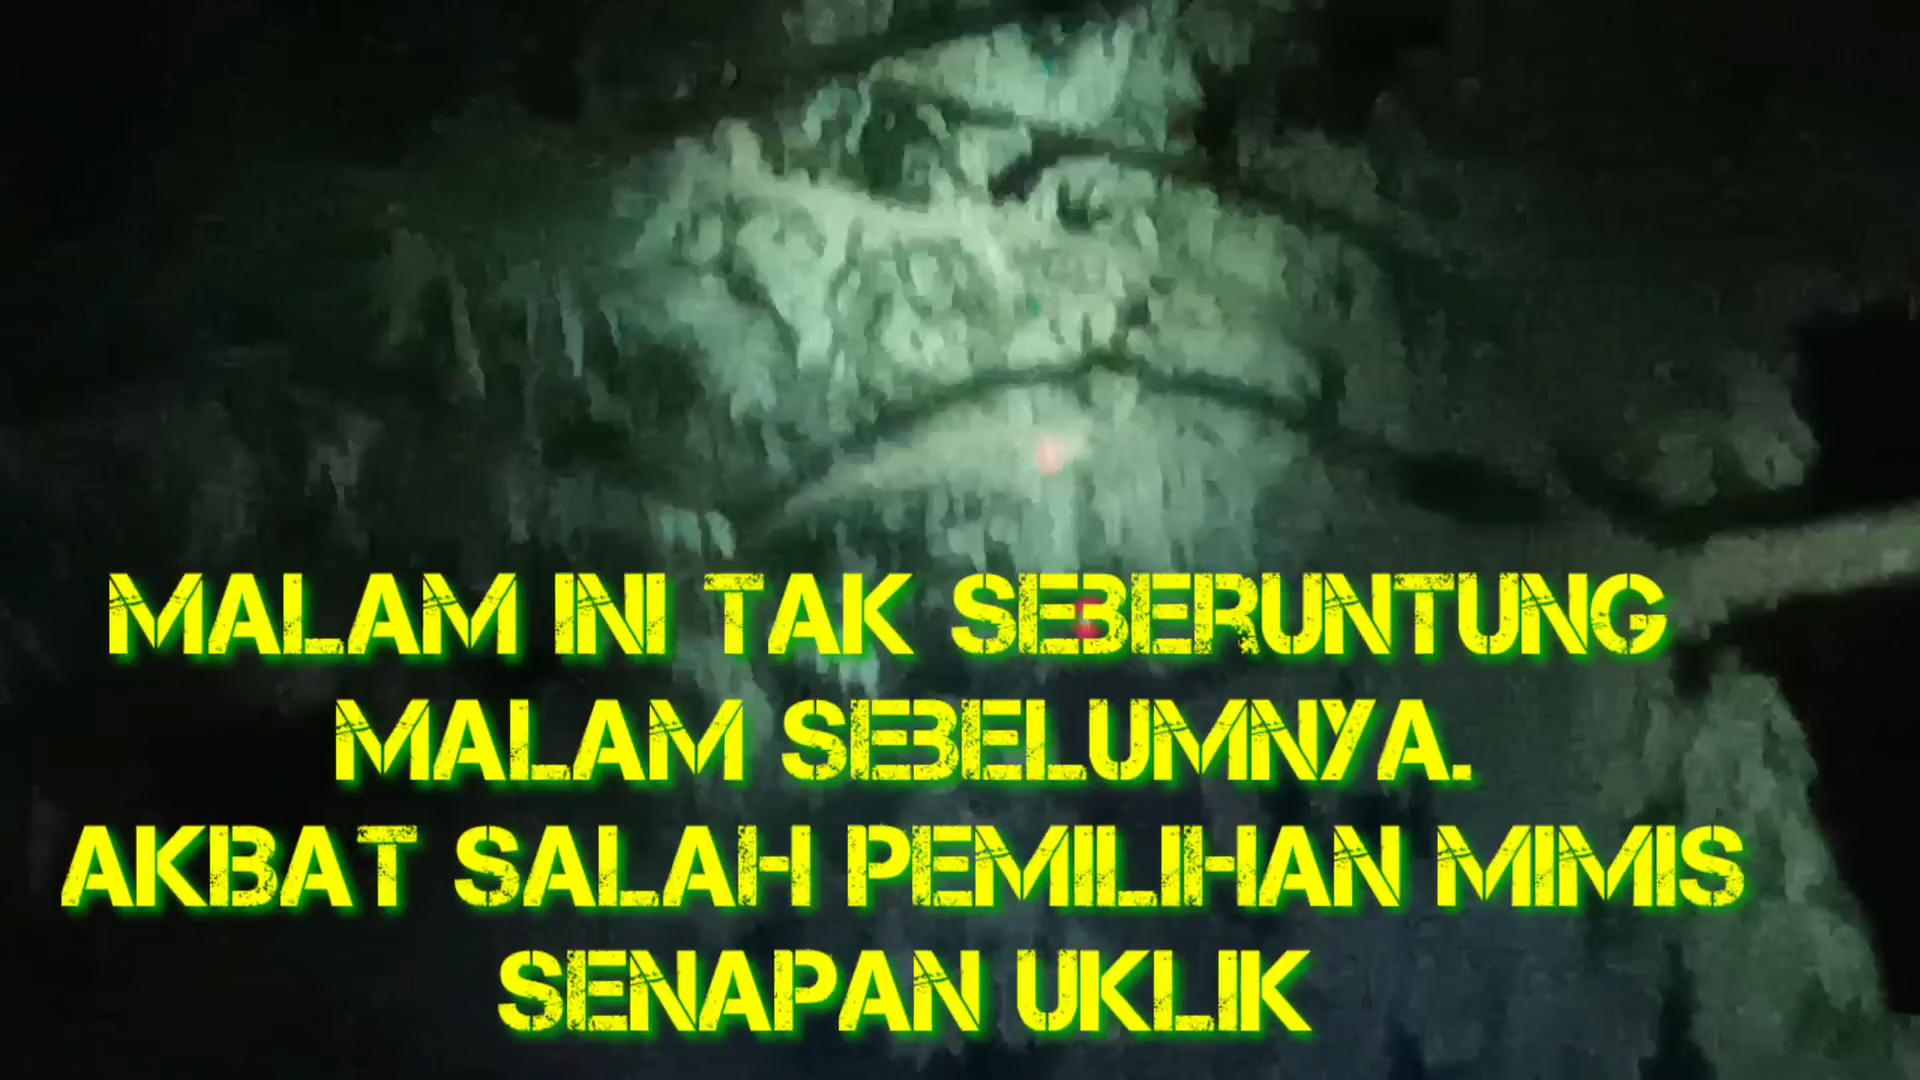 MALAM INI TAK SEBERUNTUNG
MALAM SEBELUMNYA.
AKBAT SALAH PEMILIHAN MIMIS
SENAPAN UKLIK